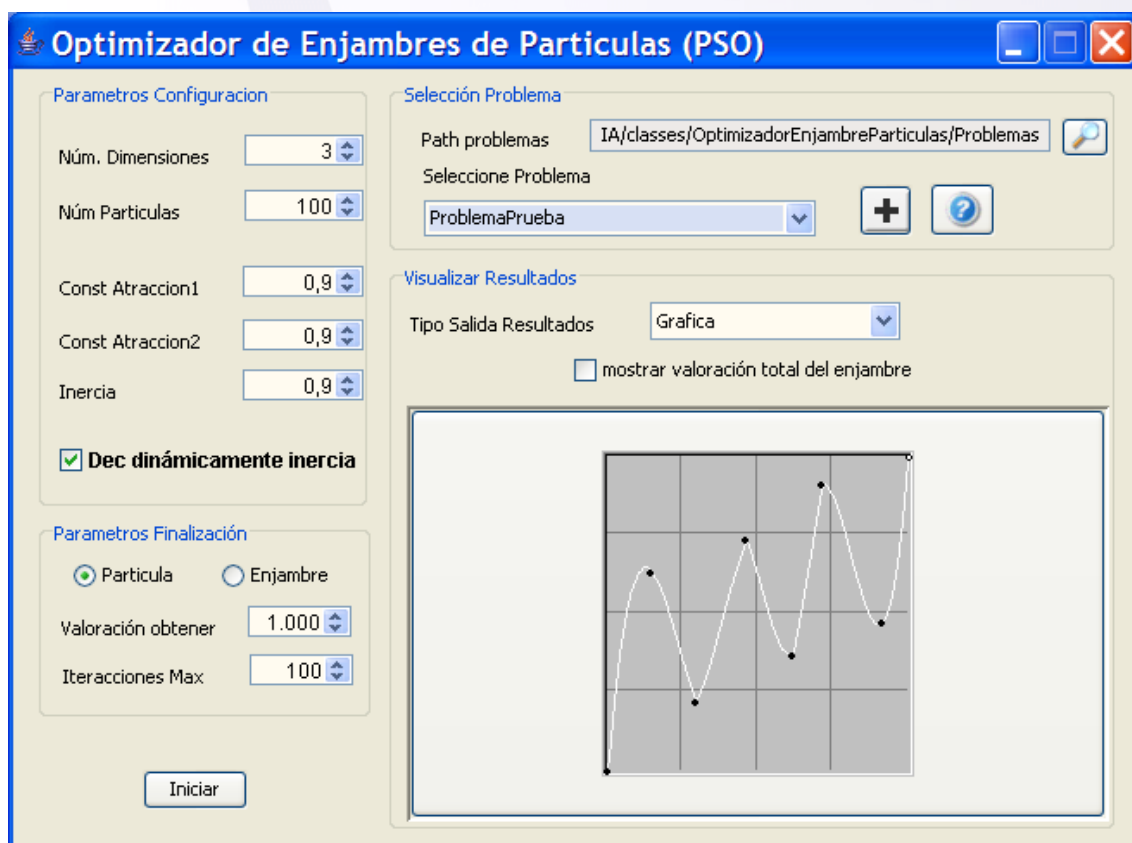 Optimizador de Enjambres de Particulas (PSO)
Parametros Configuracion
Núm. Dimensiones 3
Núm Particulas 100
Const Atraccion1 0,9
Const Atraccion2 0,9
Inercia 0,9
Dec dinámicamente inercia
Parametros Finalización
Particula Enjambre
Valoración obtener 1.000
Iteracciones Max 100
Iniciar
Selección Problema
Path problemas IA/classes/OptimizadorEnjambreParticulas/Problemas
Seleccione Problema
ProblemaPrueba
Visualizar Resultados
Tipo Salida Resultados Grafica
mostrar valoración total del enjambre